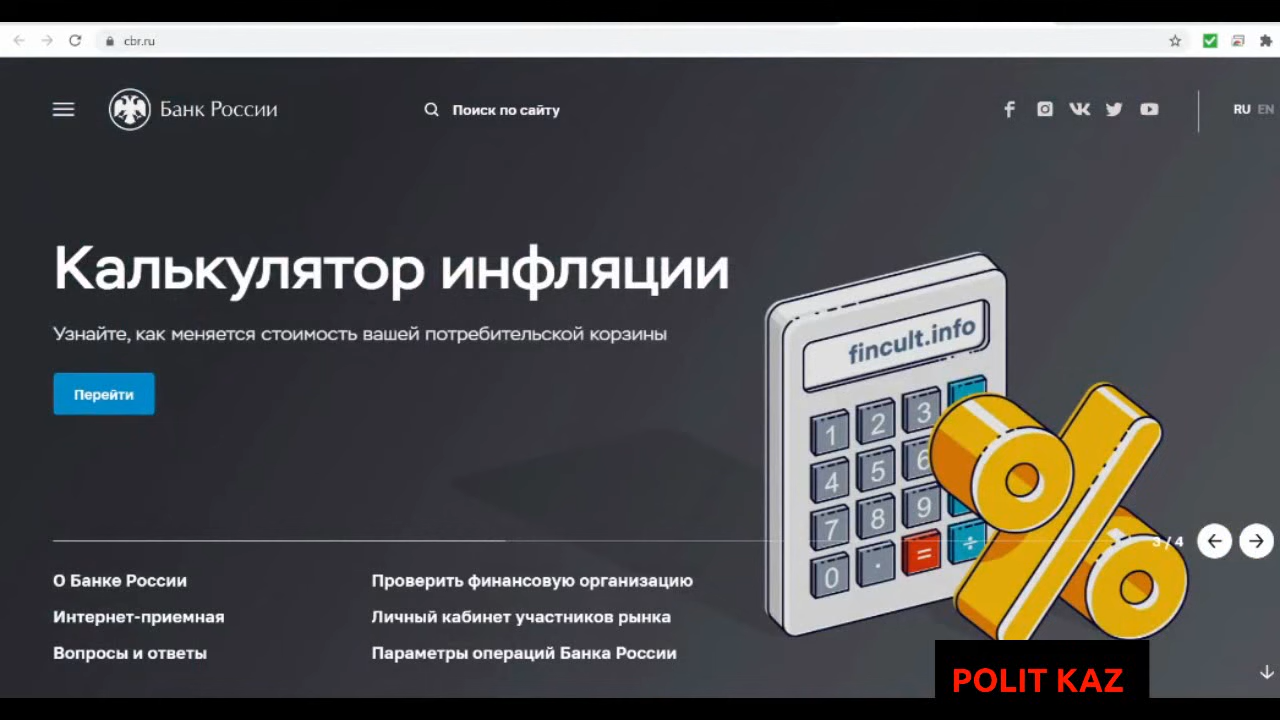 cbr.ru
Банк России
Поиск по сайту
RU EN
Калькулятор инфляции
Узнайте, как меняется стоимость вашей потребительской корзины
Перейти
fincult.info
1 2 3
4 5 6
7 8 9
0 . = ÷
%
3 / 4
О Банке России
Проверить финансовую организацию
Интернет-приемная
Личный кабинет участников рынка
Вопросы и ответы
Параметры операций Банка России
POLIT KAZ